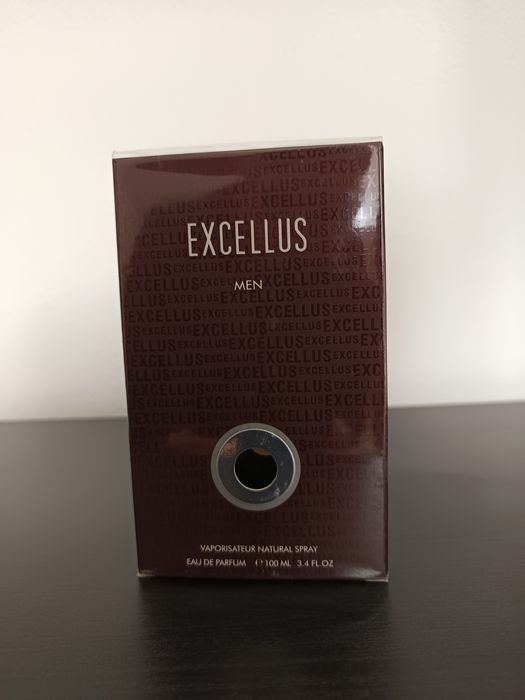 EXCELLUS
MEN
VAPORISATEUR NATURAL SPRAY
EAU DE PARFUM ℮ 100 ML 3.4 FL.OZ